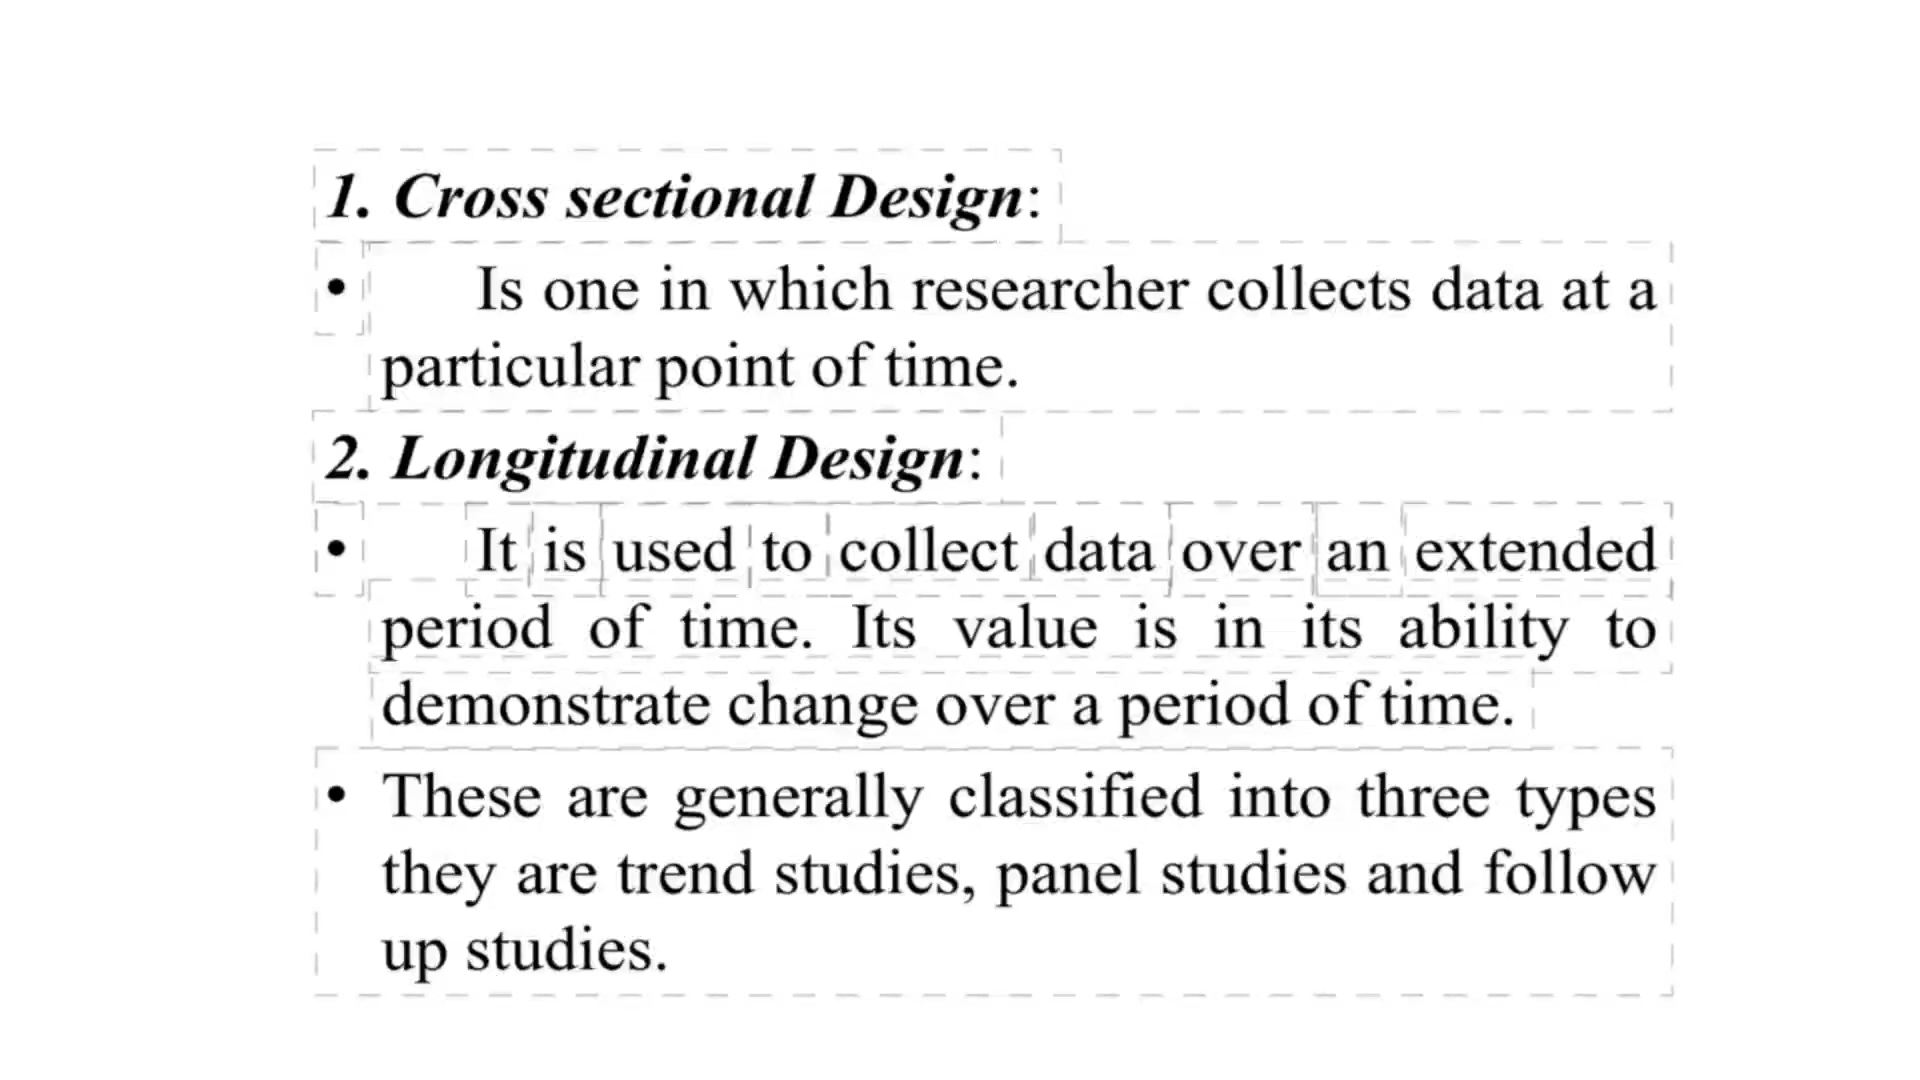 1. Cross sectional Design:
• Is one in which researcher collects data at a
particular point of time.
2. Longitudinal Design:
• It is used to collect data over an extended
period of time. Its value is in its ability to
demonstrate change over a period of time.
• These are generally classified into three types
they are trend studies, panel studies and follow
up studies.